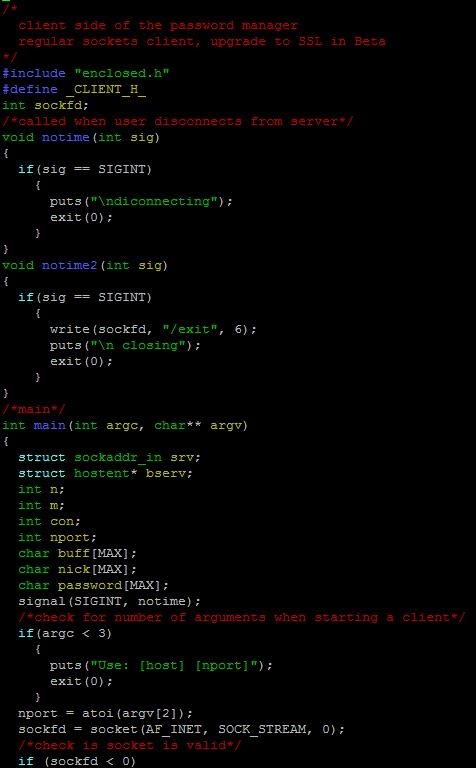 /*
  client side of the password manager
  regular sockets client, upgrade to SSL in Beta
*/
#include "enclosed.h"
#define _CLIENT_H_
int sockfd;
/*called when user disconnects from server*/
void notime(int sig)
{
  if(sig == SIGINT)
    {
      puts("\ndiconnecting");
      exit(0);
    }
}
void notime2(int sig)
{
  if(sig == SIGINT)
    {
      write(sockfd, "/exit", 6);
      puts("\n closing");
      exit(0);
    }
}
/*main*/
int main(int argc, char** argv)
{
  struct sockaddr_in srv;
  struct hostent* bserv;
  int n;
  int m;
  int con;
  int nport;
  char buff[MAX];
  char nick[MAX];
  char password[MAX];
  signal(SIGINT, notime);
  /*check for number of arguments when starting a client*/
  if(argc < 3)
    {
      puts("Use: [host] [nport]");
      exit(0);
    }
  nport = atoi(argv[2]);
  sockfd = socket(AF_INET, SOCK_STREAM, 0);
  /*check is socket is valid*/
  if (sockfd < 0)